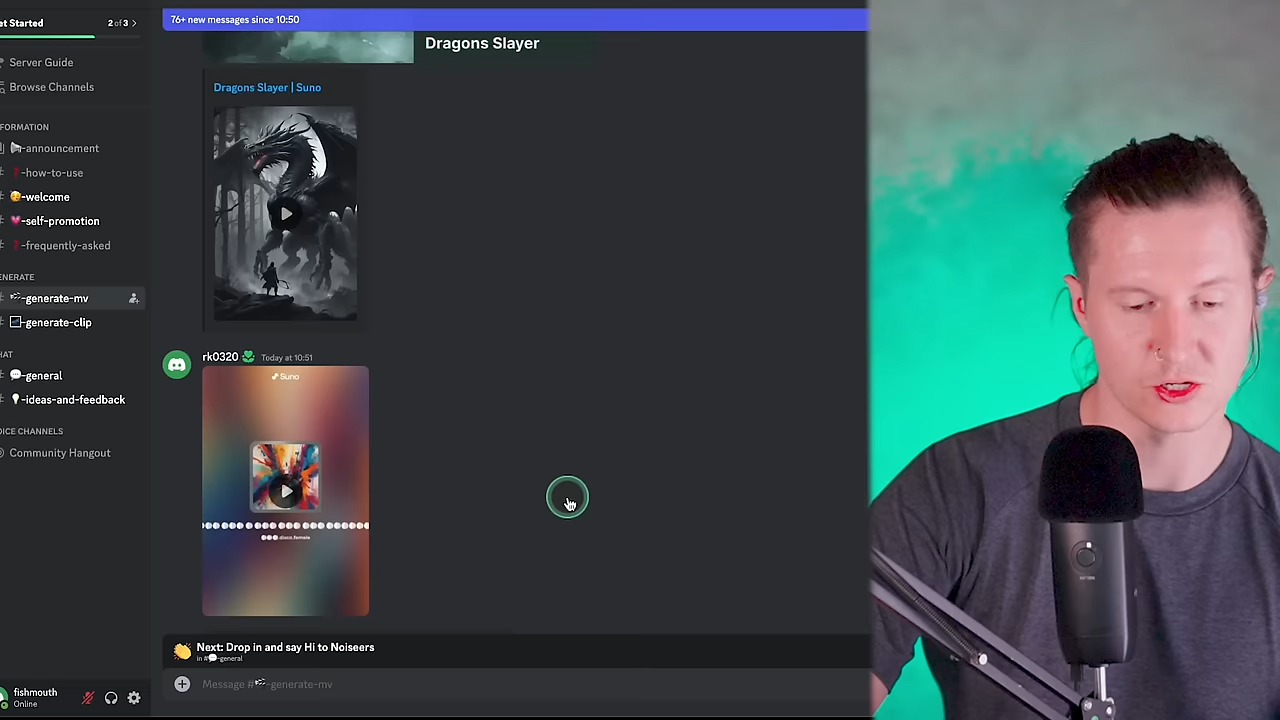 et Started
2 of 3
Server Guide
Browse Channels
FORMATION
-announcement
-how-to-use
-welcome
-self-promotion
-frequently-asked
ENERATE
-generate-mv
-generate-clip
HAT
-general
-ideas-and-feedback
OICE CHANNELS
Community Hangout
fishmouth
Online
76+ new messages since 10:50
Dragons Slayer
Dragons Slayer | Suno
rk0320 Today at 10:51
Suno
disco.female
Next: Drop in and say Hi to Noiseers
in #-general
Message #-generate-mv